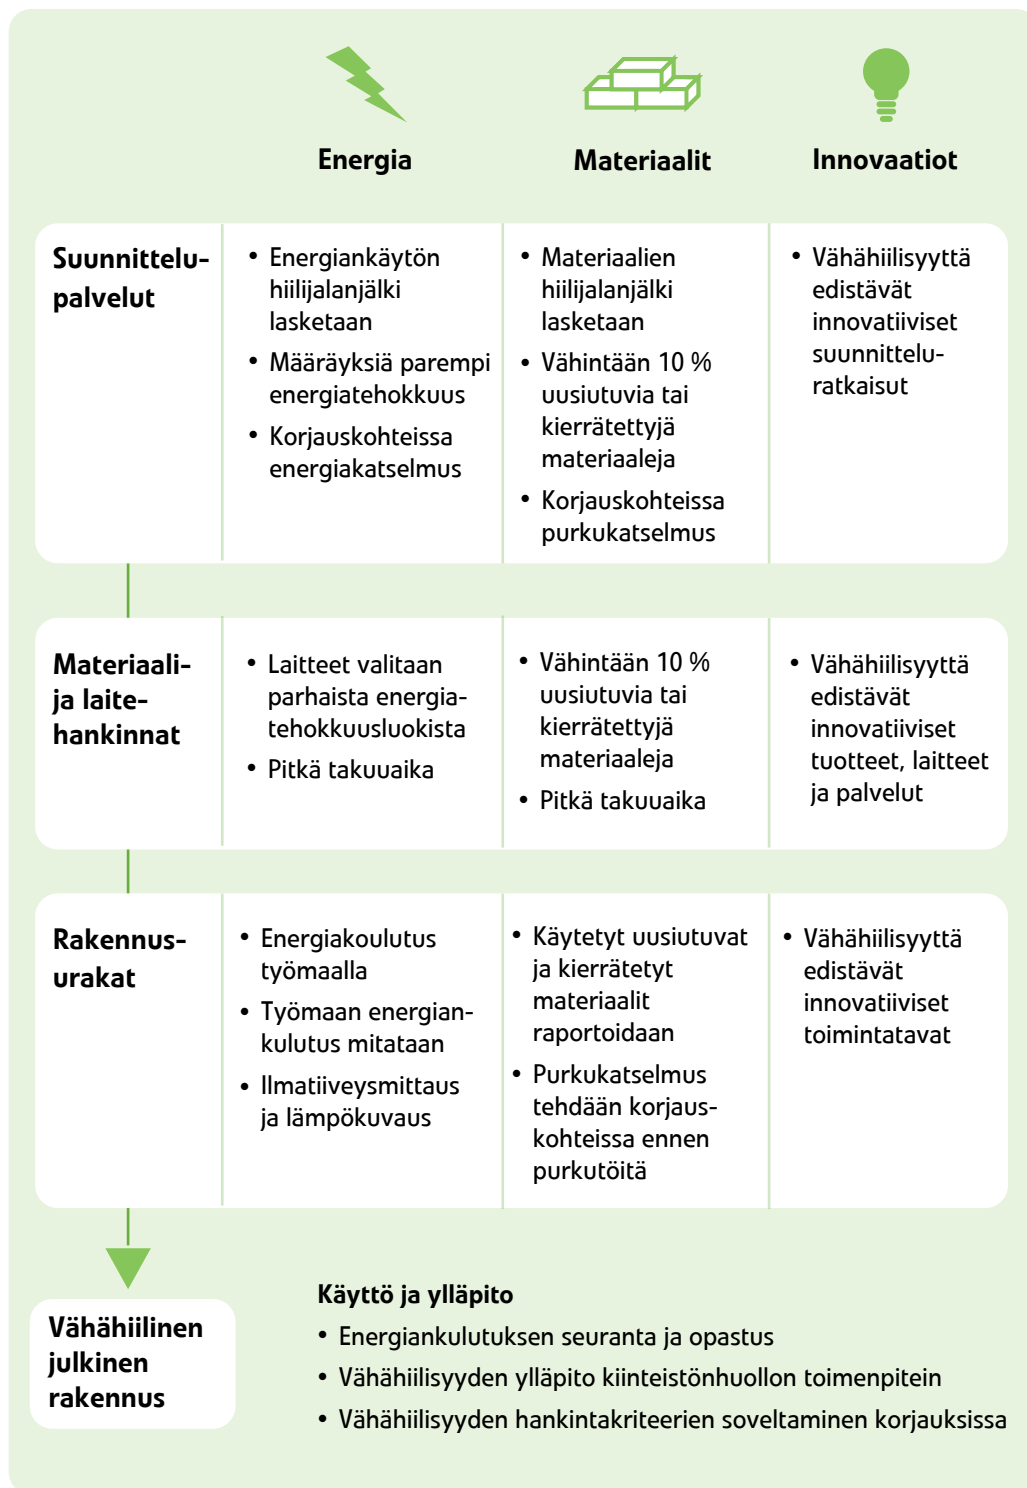 Energia
Materiaalit
Innovaatiot
Suunnittelu-
palvelut
• Energiankäytön
hiilijalanjälki
lasketaan
• Määräyksiä parempi
energiatehokkuus
• Korjauskohteissa
energiakatselmus
• Materiaalien
hiilijalanjälki
lasketaan
• Vähintään 10 %
uusiutuvia tai
kierrätettyjä
materiaaleja
• Korjauskohteissa
purkukatselmus
• Vähähiilisyyttä
edistävät
innovatiiviset
suunnittelu-
ratkaisut
Materiaali-
ja laite-
hankinnat
• Laitteet valitaan
parhaista energia-
tehokkuusluokista
• Pitkä takuuaika
• Vähintään 10 %
uusiutuvia tai
kierrätettyjä
materiaaleja
• Pitkä takuuaika
• Vähähiilisyyttä
edistävät
innovatiiviset
tuotteet, laitteet
ja palvelut
Rakennus-
urakat
• Energiakoulutus
työmaalla
• Työmaan energian-
kulutus mitataan
• Ilmatiiveysmittaus
ja lämpökuvaus
• Käytetyt uusiutuvat
ja kierrätetyt
materiaalit
raportoidaan
• Purkukatselmus
tehdään korjaus-
kohteissa ennen
purkutöitä
• Vähähiilisyyttä
edistävät
innovatiiviset
toimintatavat
Vähähiilinen
julkinen
rakennus
Käyttö ja ylläpito
• Energiankulutuksen seuranta ja opastus
• Vähähiilisyyden ylläpito kiinteistönhuollon toimenpitein
• Vähähiilisyyden hankintakriteerien soveltaminen korjauksissa